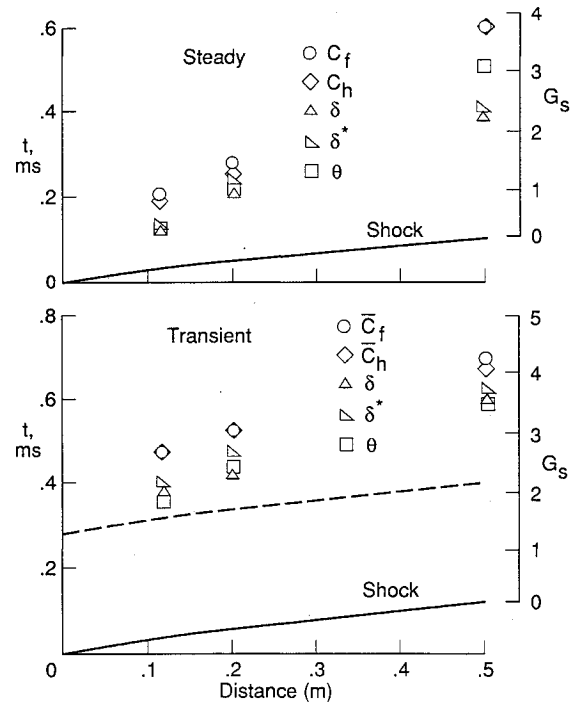 .6
.4
t,
ms
.2
0
Steady
C_f
C_h
δ
δ*
θ
Shock
4
3
G_s
2
1
0
.8
.6
t,
ms
.4
.2
0
Transient
C̅_f
C̅_h
δ
δ*
θ
Shock
5
4
3
G_s
2
1
0
0 .1 .2 .3 .4 .5
Distance (m)